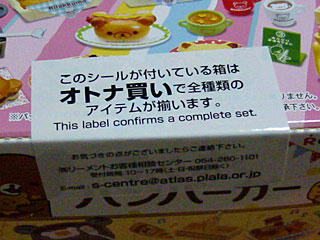 Rilakkuma
このシールが付いている箱は
オトナ買いで全種類の
アイテムが揃います。
This label confirms a complete set.
お気づきの点がございましたらご連絡下さい。
㈱リーメントお客様相談センター 054-280-1101
受付時間 10~17時(土・日・祝祭日除く)
E-mail: s-centre@atlas.plala.or.jp
ハンバーガー